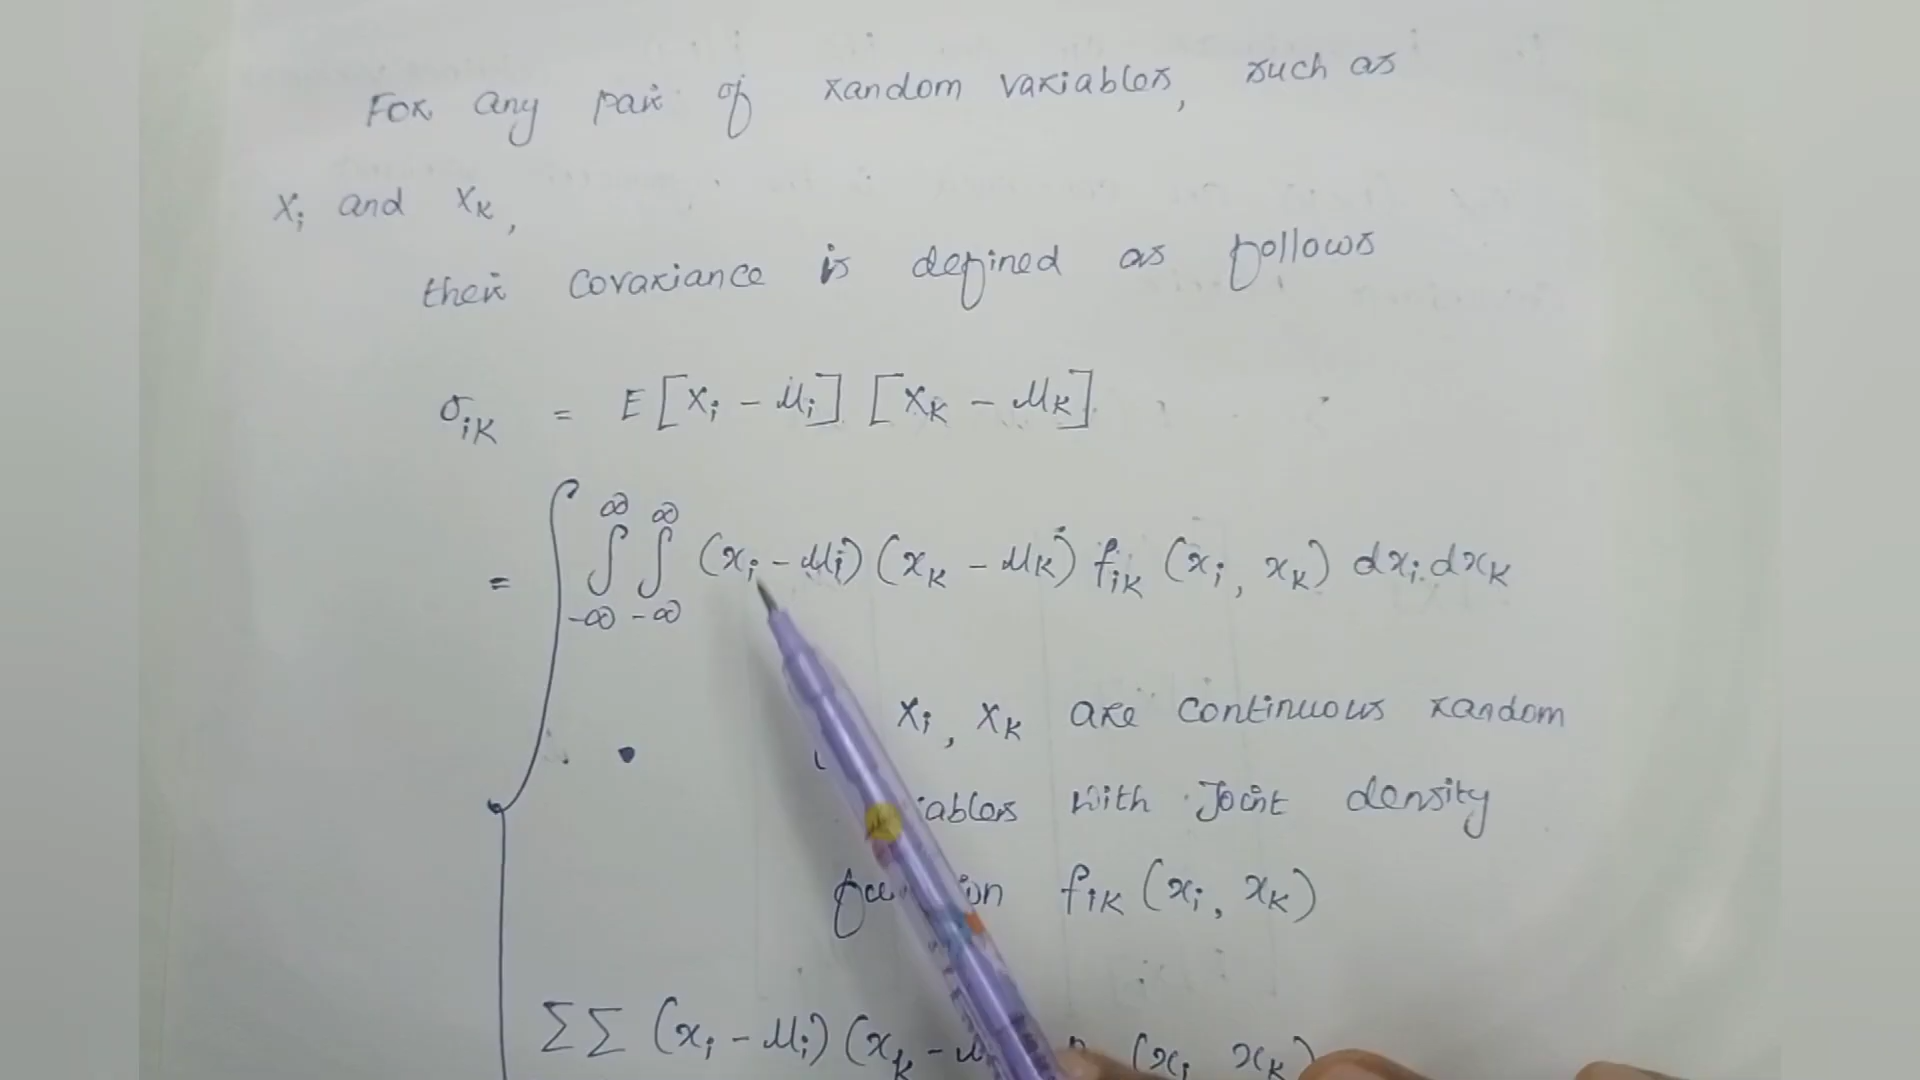 For any pair of random variables, such as
Xi and XK,
their covariance is defined as follows
σiK = E[Xi - μi] [XK - μK]
= ∫∞-∞ ∫∞-∞ (xi - μi) (xK - μK) fiK (xi, xK) dxi dxK
Xi, XK are continuous random
with Joint density
fiK (xi, xK)
ΣΣ (xi - μi) (xk - (xi xK)